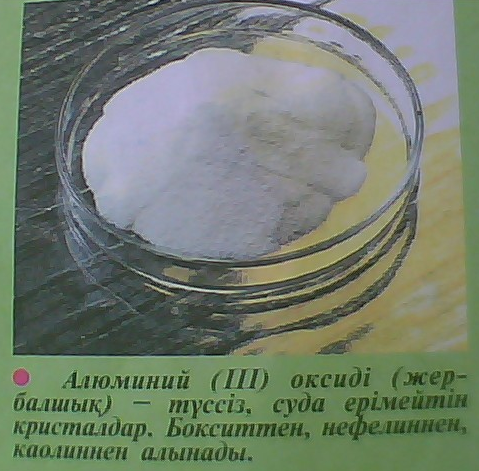 Алюминий (III) оксиді (жер-
балшық) – түссіз, суда ерімейтін
кристалдар. Бокситтен, нефелиннен,
каолиннен алынады.